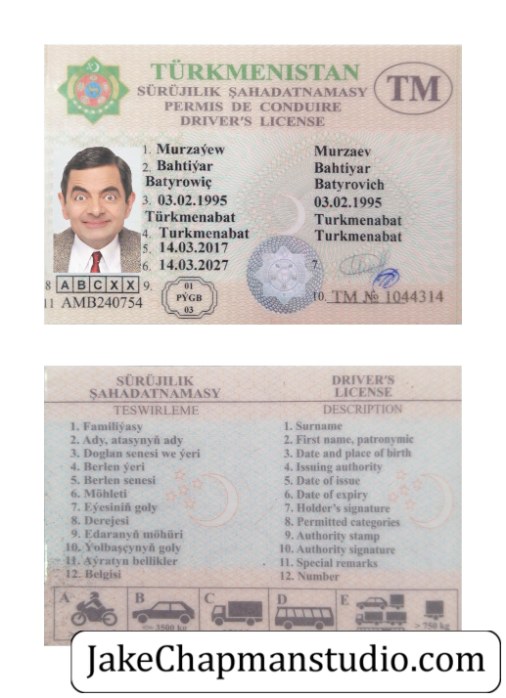 TÜRKMENISTAN
SÜRÜJILIK ŞAHADATNAMASY
PERMIS DE CONDUIRE
DRIVER'S LICENSE
TM
1. Murzaýew Murzaev
2. Bahtiýar Bahtiyar
Batyrowiç Batyrovich
3. 03.02.1995 03.02.1995
Türkmenabat Turkmenabat
4. Turkmenabat Turkmenabat
5. 14.03.2017 7.
6. 14.03.2027
8 A B C X X 9. 01
PÝGB
03
11 AMB240754 10. TM № 1044314
SÜRÜJILIK
ŞAHADATNAMASY
TESWIRLEME
1. Familiýasy
2. Ady, atasynyň ady
3. Doglan senesi we ýeri
4. Berlen ýeri
5. Berlen senesi
6. Möhleti
7. Eýesiniň goly
8. Derejesi
9. Edaranyň möhüri
10. Ýolbaşçynyň goly
11. Aýratyn bellikler
12. Belgisi
DRIVER'S
LICENSE
DESCRIPTION
1. Surname
2. First name, patronymic
3. Date and place of birth
4. Issuing authority
5. Date of issue
6. Date of expiry
7. Holder's signature
8. Permitted categories
9. Authority stamp
10. Authority signature
11. Special remarks
12. Number
A B C D E
3500 kg > 750 kg
JakeChapmanstudio.com